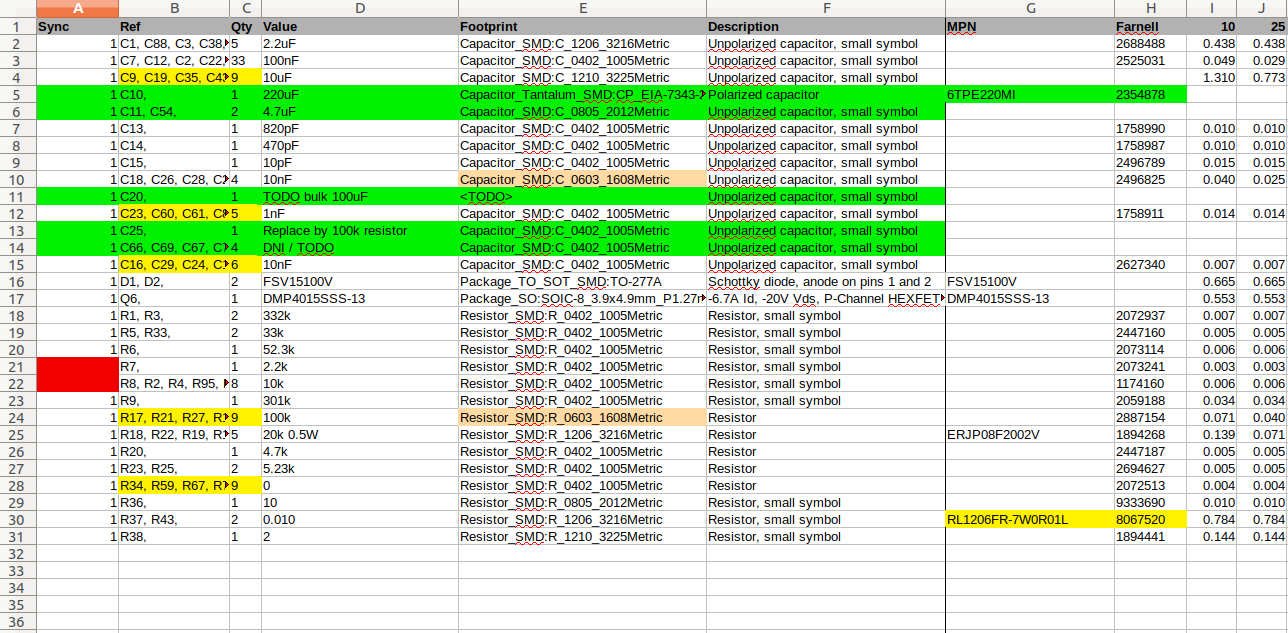 A B C D E F G H I J
1 Sync Ref Qty Value Footprint Description MPN Farnell 10 25
2 1 C1, C88, C3, C38, 5 2.2uF Capacitor_SMD:C_1206_3216Metric Unpolarized capacitor, small symbol 2688488 0.438 0.438
3 1 C7, C12, C2, C22, 33 100nF Capacitor_SMD:C_0402_1005Metric Unpolarized capacitor, small symbol 2525031 0.049 0.029
4 1 C9, C19, C35, C4 9 10uF Capacitor_SMD:C_1210_3225Metric Unpolarized capacitor, small symbol 1.310 0.773
5 1 C10, 1 220uF Capacitor_Tantalum_SMD:CP_EIA-7343- Polarized capacitor 6TPE220MI 2354878
6 1 C11, C54, 2 4.7uF Capacitor_SMD:C_0805_2012Metric Unpolarized capacitor, small symbol
7 1 C13, 1 820pF Capacitor_SMD:C_0402_1005Metric Unpolarized capacitor, small symbol 1758990 0.010 0.010
8 1 C14, 1 470pF Capacitor_SMD:C_0402_1005Metric Unpolarized capacitor, small symbol 1758987 0.010 0.010
9 1 C15, 1 10pF Capacitor_SMD:C_0402_1005Metric Unpolarized capacitor, small symbol 2496789 0.015 0.015
10 1 C18, C26, C28, C 4 10nF Capacitor_SMD:C_0603_1608Metric Unpolarized capacitor, small symbol 2496825 0.040 0.025
11 1 C20, 1 TODO bulk 100uF <TODO> Unpolarized capacitor, small symbol
12 1 C23, C60, C61, C 5 1nF Capacitor_SMD:C_0402_1005Metric Unpolarized capacitor, small symbol 1758911 0.014 0.014
13 1 C25, 1 Replace by 100k resistor Capacitor_SMD:C_0402_1005Metric Unpolarized capacitor, small symbol
14 1 C66, C69, C67, C 4 DNI / TODO Capacitor_SMD:C_0402_1005Metric Unpolarized capacitor, small symbol
15 1 C16, C29, C24, C 6 10nF Capacitor_SMD:C_0402_1005Metric Unpolarized capacitor, small symbol 2627340 0.007 0.007
16 1 D1, D2, 2 FSV15100V Package_TO_SOT_SMD:TO-277A Schottky diode, anode on pins 1 and 2 FSV15100V 0.665 0.665
17 1 Q6, 1 DMP4015SSS-13 Package_SO:SOIC-8_3.9x4.9mm_P1.27 -6.7A Id, -20V Vds, P-Channel HEXFET DMP4015SSS-13 0.553 0.553
18 1 R1, R3, 2 332k Resistor_SMD:R_0402_1005Metric Resistor, small symbol 2072937 0.007 0.007
19 1 R5, R33, 2 33k Resistor_SMD:R_0402_1005Metric Resistor, small symbol 2447160 0.005 0.005
20 1 R6, 1 52.3k Resistor_SMD:R_0402_1005Metric Resistor, small symbol 2073114 0.006 0.006
21 R7, 1 2.2k Resistor_SMD:R_0402_1005Metric Resistor, small symbol 2073241 0.003 0.003
22 R8, R2, R4, R95, 8 10k Resistor_SMD:R_0402_1005Metric Resistor, small symbol 1174160 0.006 0.006
23 1 R9, 1 301k Resistor_SMD:R_0402_1005Metric Resistor, small symbol 2059188 0.034 0.034
24 1 R17, R21, R27, R 9 100k Resistor_SMD:R_0603_1608Metric Resistor 2887154 0.071 0.040
25 1 R18, R22, R19, R 5 20k 0.5W Resistor_SMD:R_1206_3216Metric Resistor ERJP08F2002V 1894268 0.139 0.071
26 1 R20, 1 4.7k Resistor_SMD:R_0402_1005Metric Resistor 2447187 0.005 0.005
27 1 R23, R25, 2 5.23k Resistor_SMD:R_0402_1005Metric Resistor 2694627 0.005 0.005
28 1 R34, R59, R67, R 9 0 Resistor_SMD:R_0402_1005Metric Resistor 2072513 0.004 0.004
29 1 R36, 1 10 Resistor_SMD:R_0805_2012Metric Resistor, small symbol 9333690 0.010 0.010
30 1 R37, R43, 2 0.010 Resistor_SMD:R_1206_3216Metric Resistor, small symbol RL1206FR-7W0R01L 8067520 0.784 0.784
31 1 R38, 1 2 Resistor_SMD:R_1210_3225Metric Resistor, small symbol 1894441 0.144 0.144
32
33
34
35
36